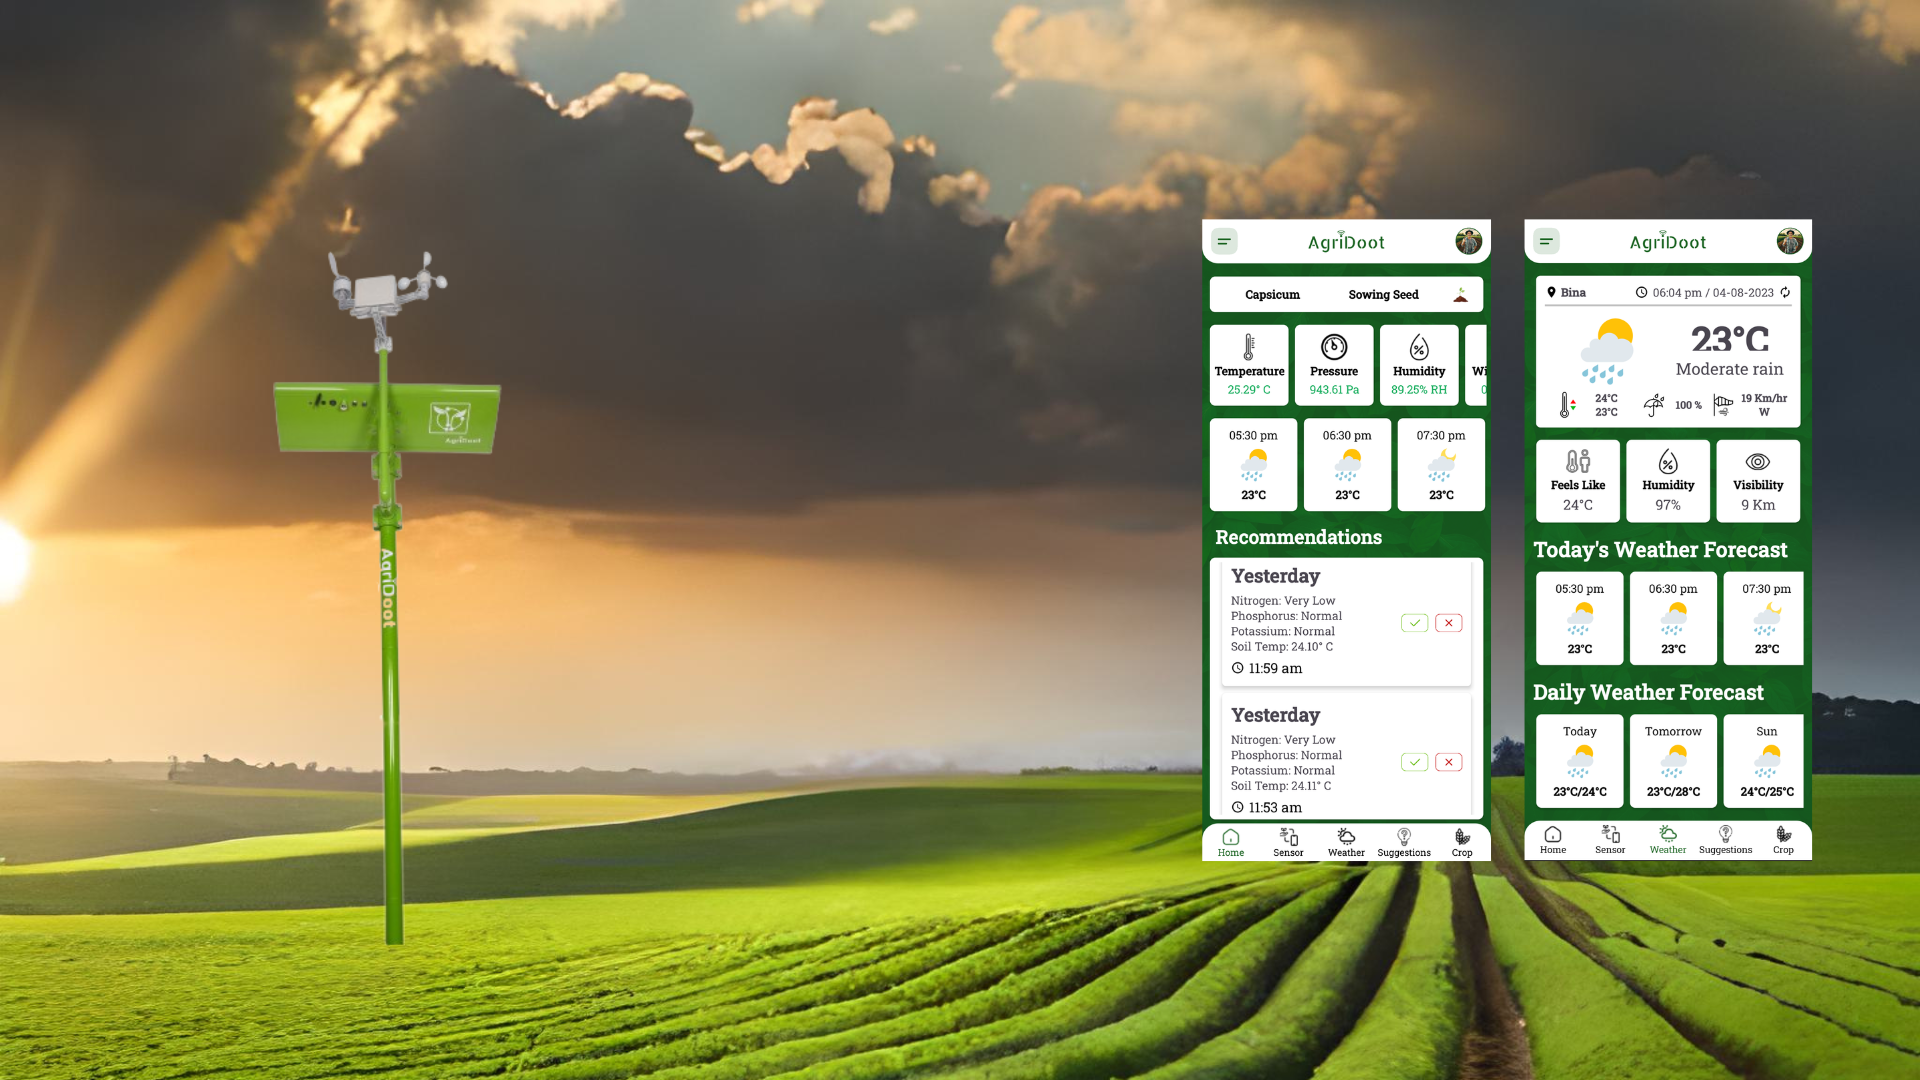 AgriDoot
AgriDoot
AgriDoot
Capsicum Sowing Seed
Temperature Pressure Humidity Wi
25.29° C 943.61 Pa 89.25% RH 0
05:30 pm 06:30 pm 07:30 pm
23°C 23°C 23°C
Recommendations
Yesterday
Nitrogen: Very Low
Phosphorus: Normal
Potassium: Normal
Soil Temp: 24.10° C
11:59 am
Yesterday
Nitrogen: Very Low
Phosphorus: Normal
Potassium: Normal
Soil Temp: 24.11° C
11:53 am
Home Sensor Weather Suggestions Crop
AgriDoot
Bina 06:04 pm / 04-08-2023
23°C
Moderate rain
24°C
23°C
100 %
19 Km/hr
W
Feels Like Humidity Visibility
24°C 97% 9 Km
Today's Weather Forecast
05:30 pm 06:30 pm 07:30 pm
23°C 23°C 23°C
Daily Weather Forecast
Today Tomorrow Sun
23°C/24°C 23°C/28°C 24°C/25°C
Home Sensor Weather Suggestions Crop